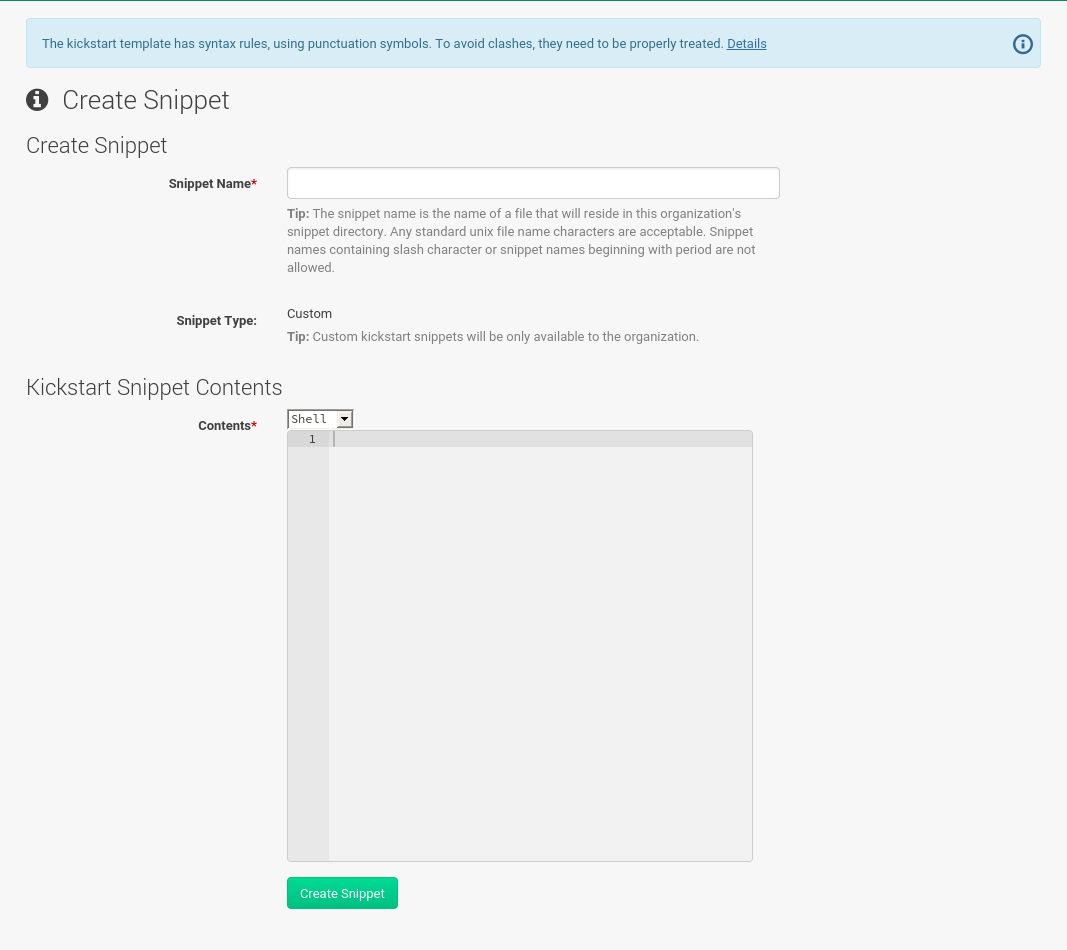 The kickstart template has syntax rules, using punctuation symbols. To avoid clashes, they need to be properly treated. Details
Create Snippet
Create Snippet
Snippet Name*
Tip: The snippet name is the name of a file that will reside in this organization's
snippet directory. Any standard unix file name characters are acceptable. Snippet
names containing slash character or snippet names beginning with period are not
allowed.
Snippet Type:
Custom
Tip: Custom kickstart snippets will be only available to the organization.
Kickstart Snippet Contents
Contents*
Shell
1
Create Snippet